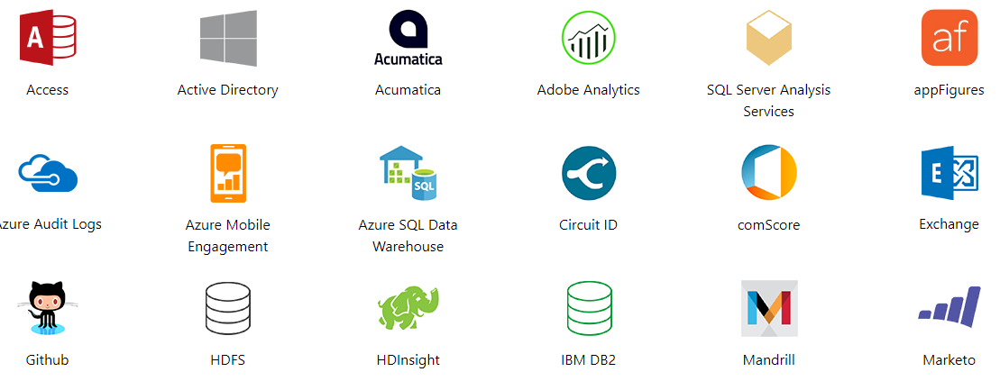 A
Acumatica
af
Access
Active Directory
Acumatica
Adobe Analytics
SQL Server Analysis
Services
appFigures
SQL
E
zure Audit Logs
Azure Mobile
Engagement
Azure SQL Data
Warehouse
Circuit ID
comScore
Exchange
M
Github
HDFS
HDInsight
IBM DB2
Mandrill
Marketo